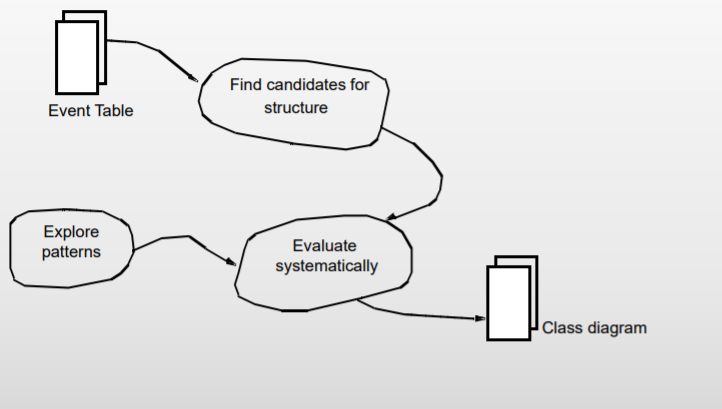 Event Table
Find candidates for
structure
Explore
patterns
Evaluate
systematically
Class diagram